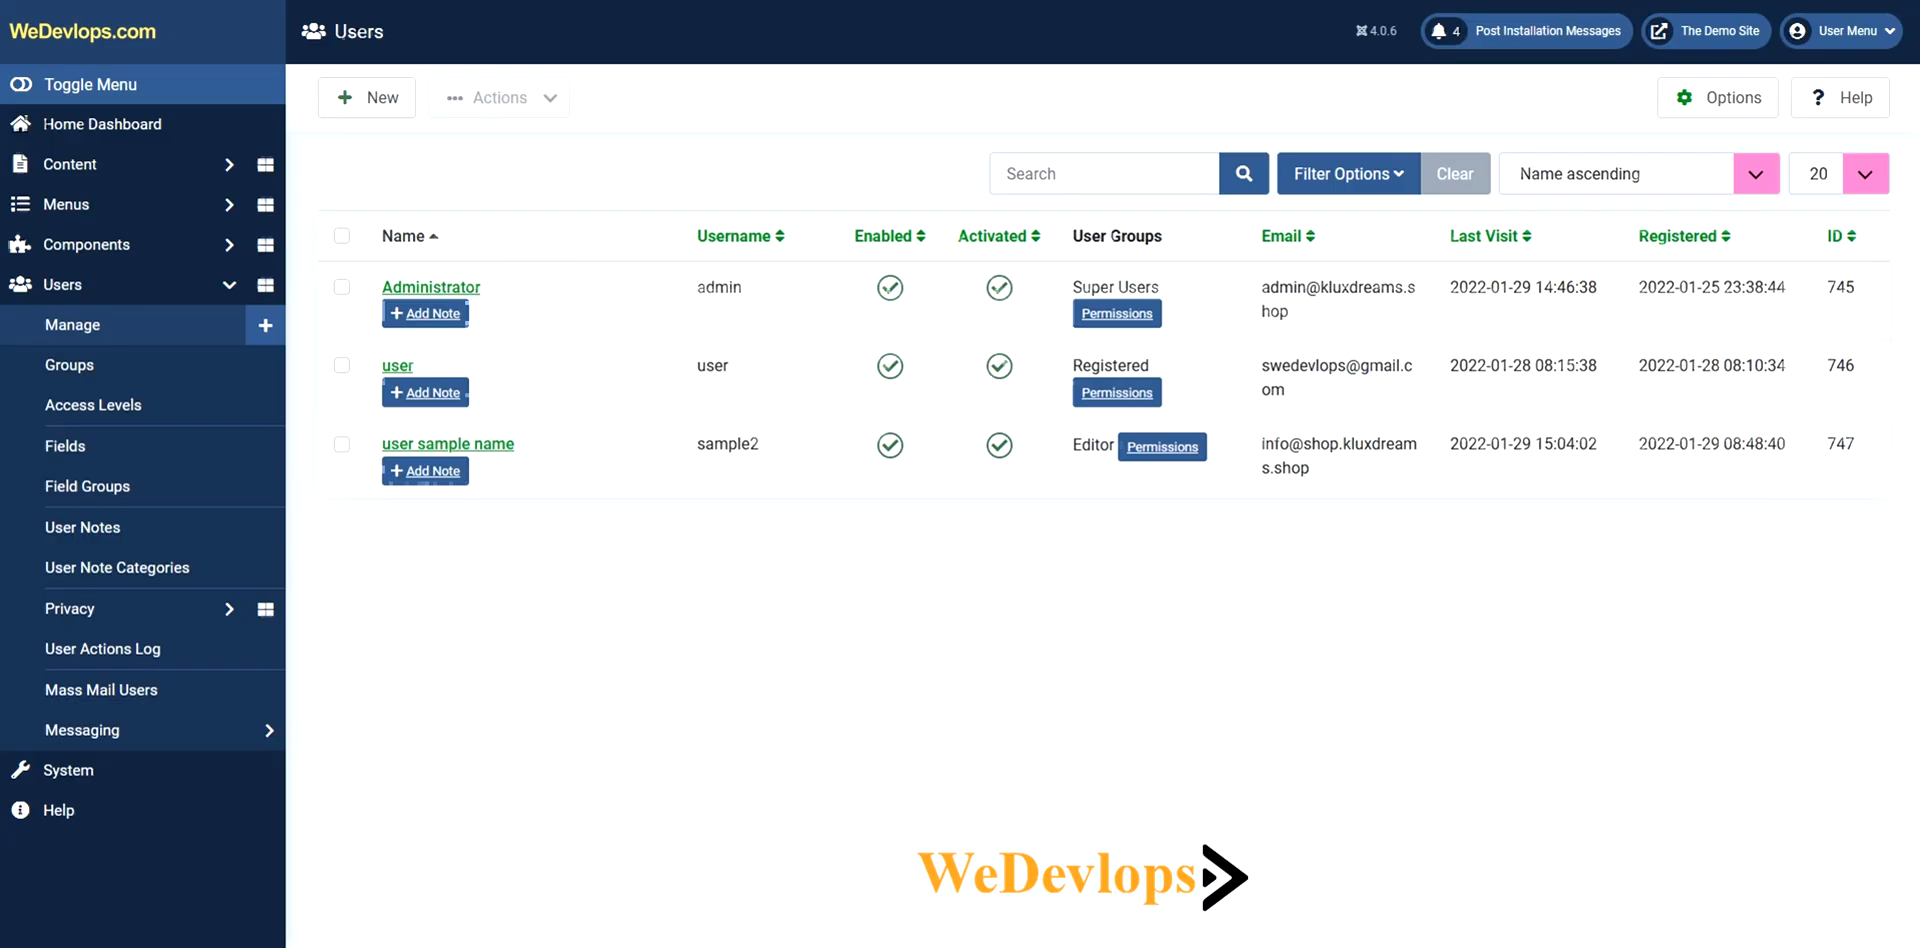 WeDevlops.com
Users
4.0.6
4 Post Installation Messages
The Demo Site
User Menu
Toggle Menu
Home Dashboard
Content
Menus
Components
Users
Manage
Groups
Access Levels
Fields
Field Groups
User Notes
User Note Categories
Privacy
User Actions Log
Mass Mail Users
Messaging
System
Help
+ New
Actions
Options
? Help
Search
Filter Options
Clear
Name ascending
20
Name Username Enabled Activated User Groups Email Last Visit Registered ID
Administrator admin Super Users admin@kluxdreams.s 2022-01-29 14:46:38 2022-01-25 23:38:44 745
+ Add Note Permissions hop
user user Registered swedevlops@gmail.c 2022-01-28 08:15:38 2022-01-28 08:10:34 746
+ Add Note Permissions om
user sample name sample2 Editor Permissions info@shop.kluxdream 2022-01-29 15:04:02 2022-01-29 08:48:40 747
+ Add Note s.shop
WeDevlops